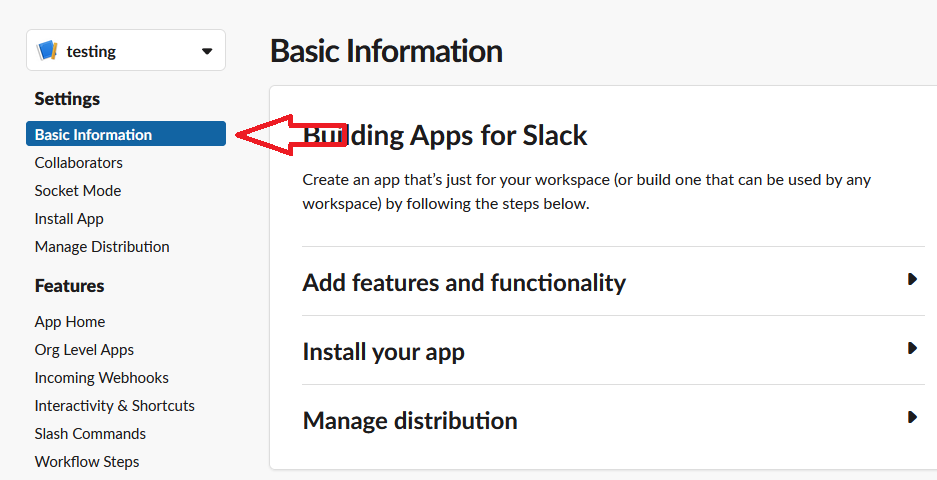 testing
Settings
Basic Information
Collaborators
Socket Mode
Install App
Manage Distribution
Features
App Home
Org Level Apps
Incoming Webhooks
Interactivity & Shortcuts
Slash Commands
Workflow Steps
Basic Information
Building Apps for Slack
Create an app that's just for your workspace (or build one that can be used by any
workspace) by following the steps below.
Add features and functionality
Install your app
Manage distribution